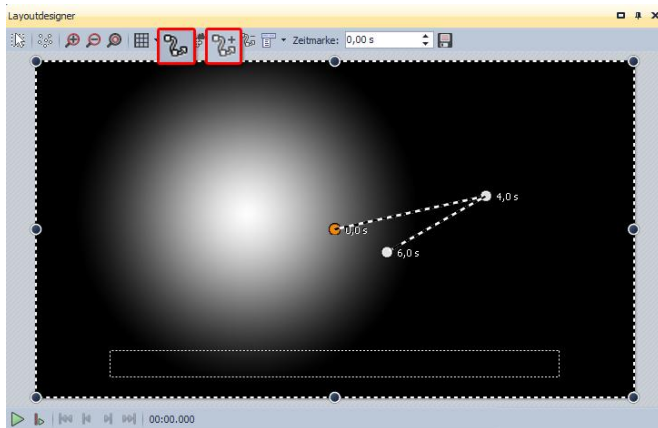 Layoutdesigner
Zeitmarke: 0,00 s
4,0 s
0,0 s
6,0 s
00:00.000